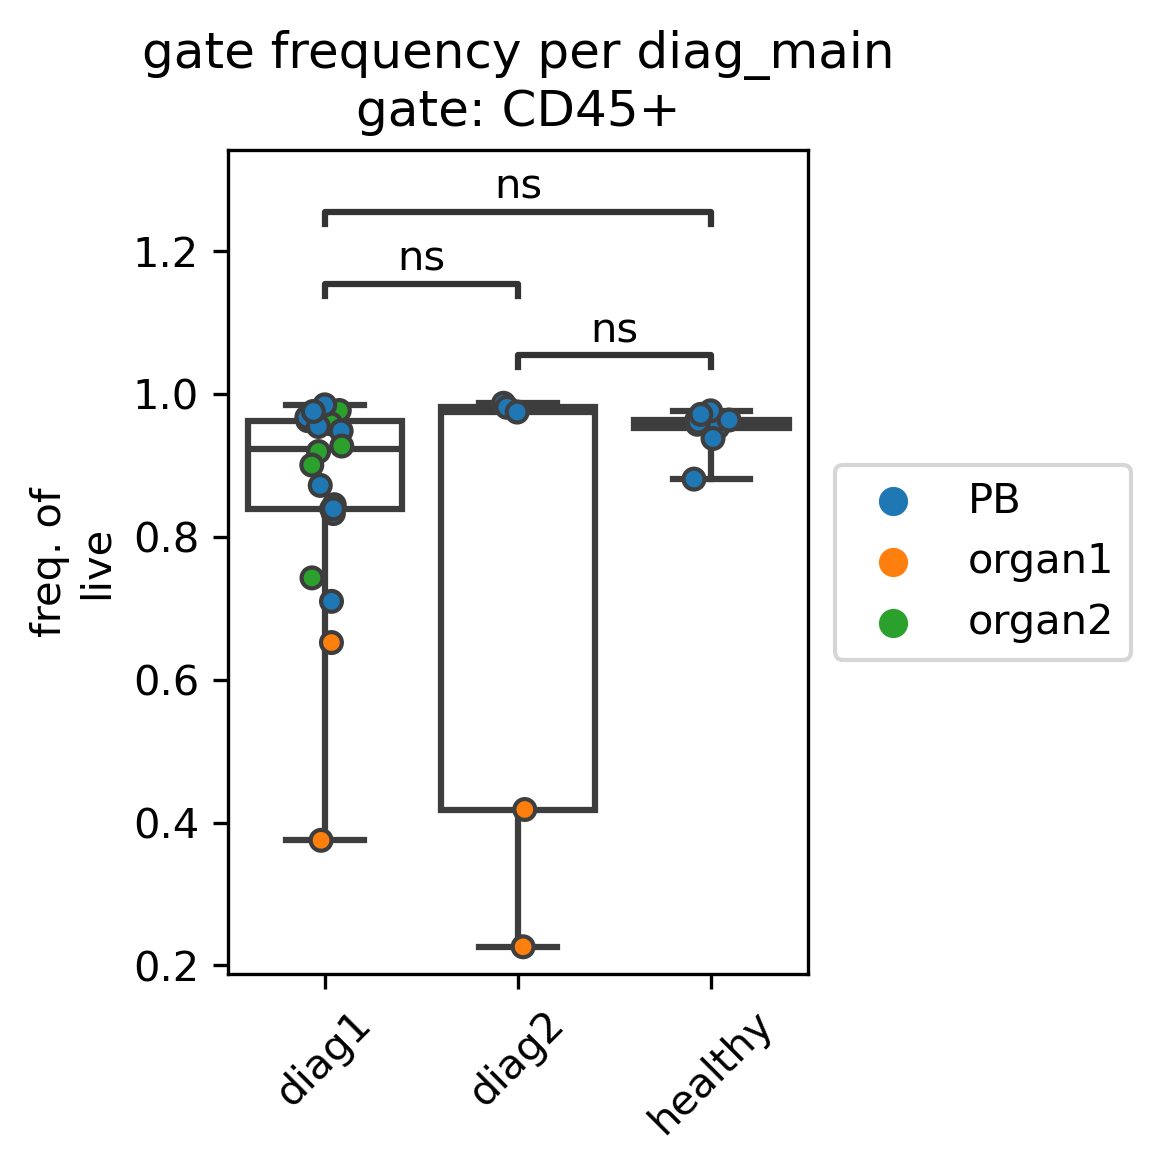 gate frequency per diag_main
gate: CD45+
ns
ns
ns
1.2
1.0
0.8
0.6
0.4
0.2
freq. of
live
diag1
diag2
healthy
PB
organ1
organ2